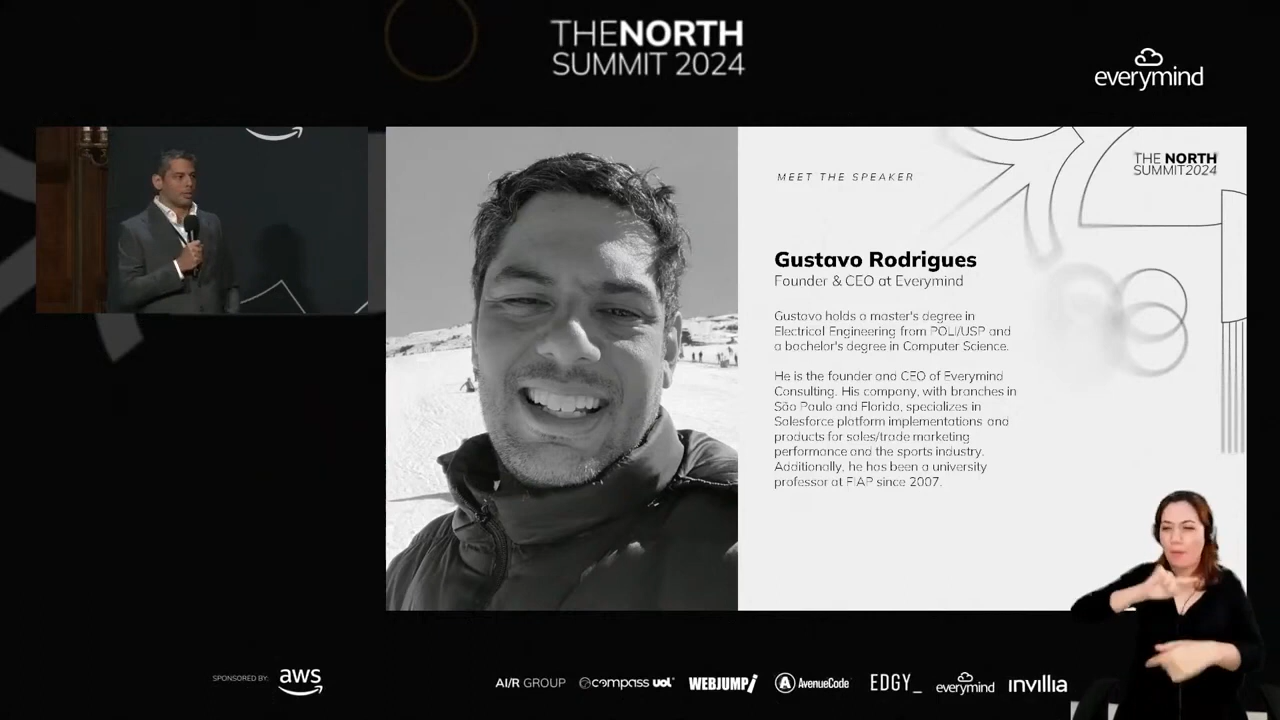 THENORTH
SUMMIT 2024
everymind
MEET THE SPEAKER
THE NORTH
SUMMIT2024
Gustavo Rodrigues
Founder & CEO at Everymind
Gustavo holds a master's degree in
Electrical Engineering from POLI/USP and
a bachelor's degree in Computer Science.
He is the founder and CEO of Everymind
Consulting. His company, with branches in
São Paulo and Florida, specializes in
Salesforce platform implementations and
products for sales/trade marketing
performance and the sports industry.
Additionally, he has been a university
professor at FIAP since 2007.
SPONSORED BY:
aws
AI/R GROUP
compass uol
WEBJUMP
AvenueCode
EDGY_
everymind
invillia